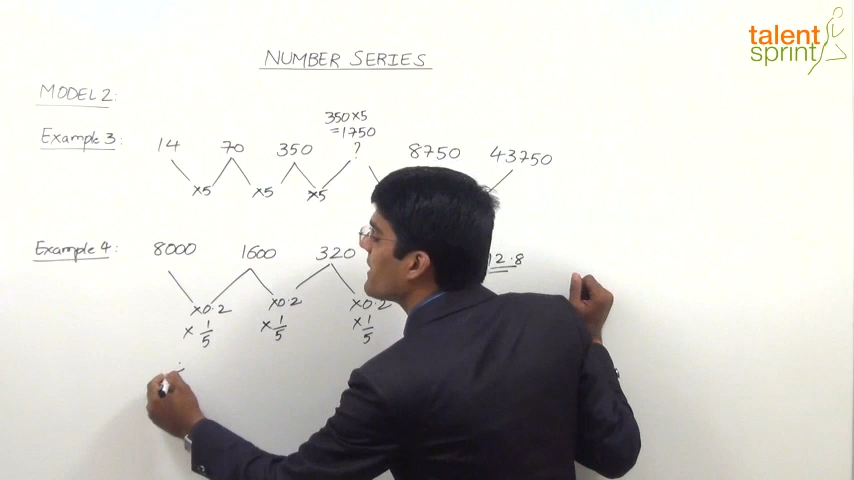 talent
sprint
NUMBER SERIES
MODEL 2:
350×5
=1750
Example 3: 14 70 350 ? 8750 43750
×5 ×5 ×5
Example 4: 8000 1600 320 12.8
×0.2 ×0.2 ×0.2
× 1/5 × 1/5 × 1/5